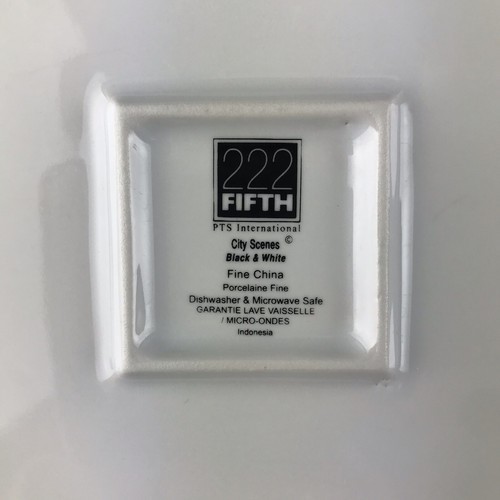 222
FIFTH
PTS International
City Scenes ©
Black & White
Fine China
Porcelaine Fine
Dishwasher & Microwave Safe
GARANTIE LAVE VAISSELLE
/ MICRO-ONDES
Indonesia